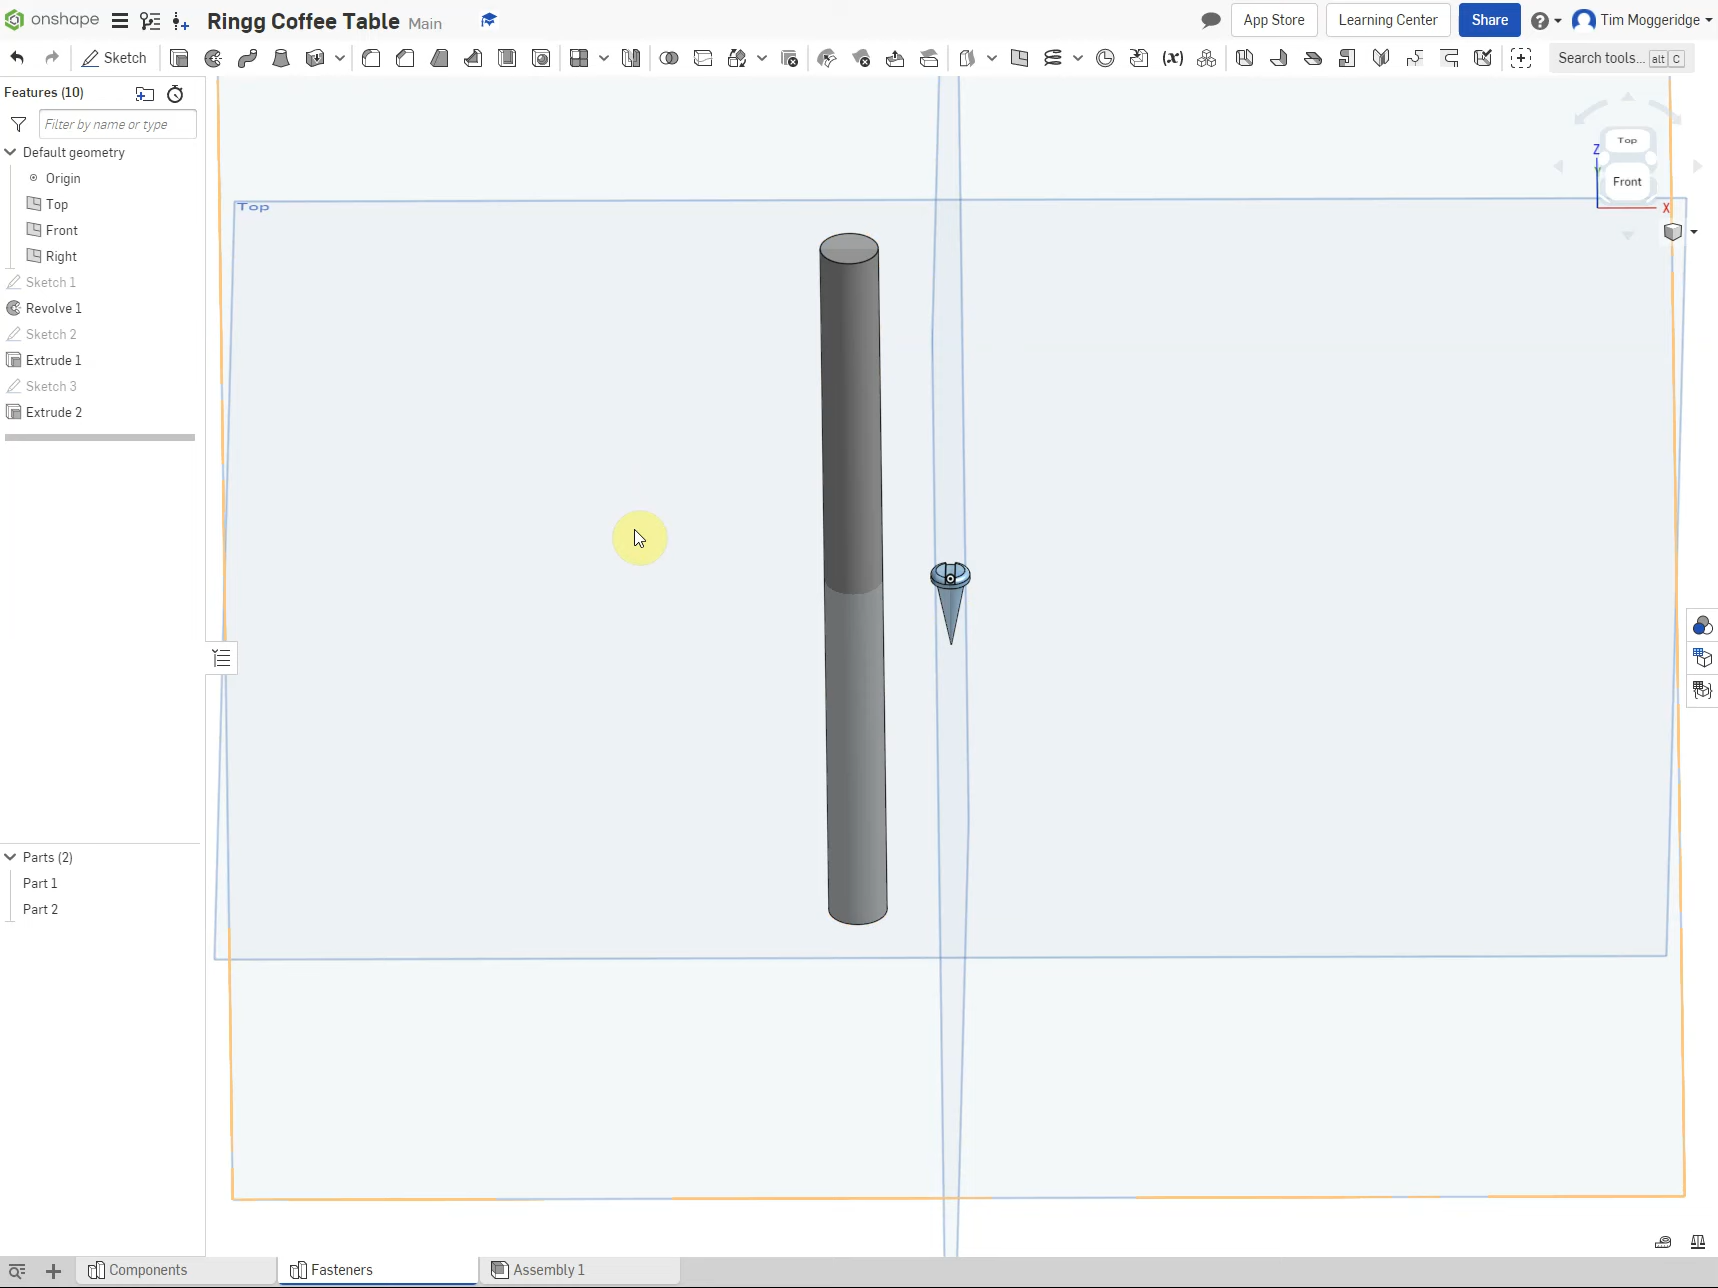 onshape Ringg Coffee Table Main App Store Learning Center Share Tim Moggeridge
Sketch (x) Search tools... alt C
Features (10)
Filter by name or type
Default geometry
Origin
Top
Front
Right
Sketch 1
Revolve 1
Sketch 2
Extrude 1
Sketch 3
Extrude 2
Top
Top
Z
Front
X
Parts (2)
Part 1
Part 2
Components Fasteners Assembly 1